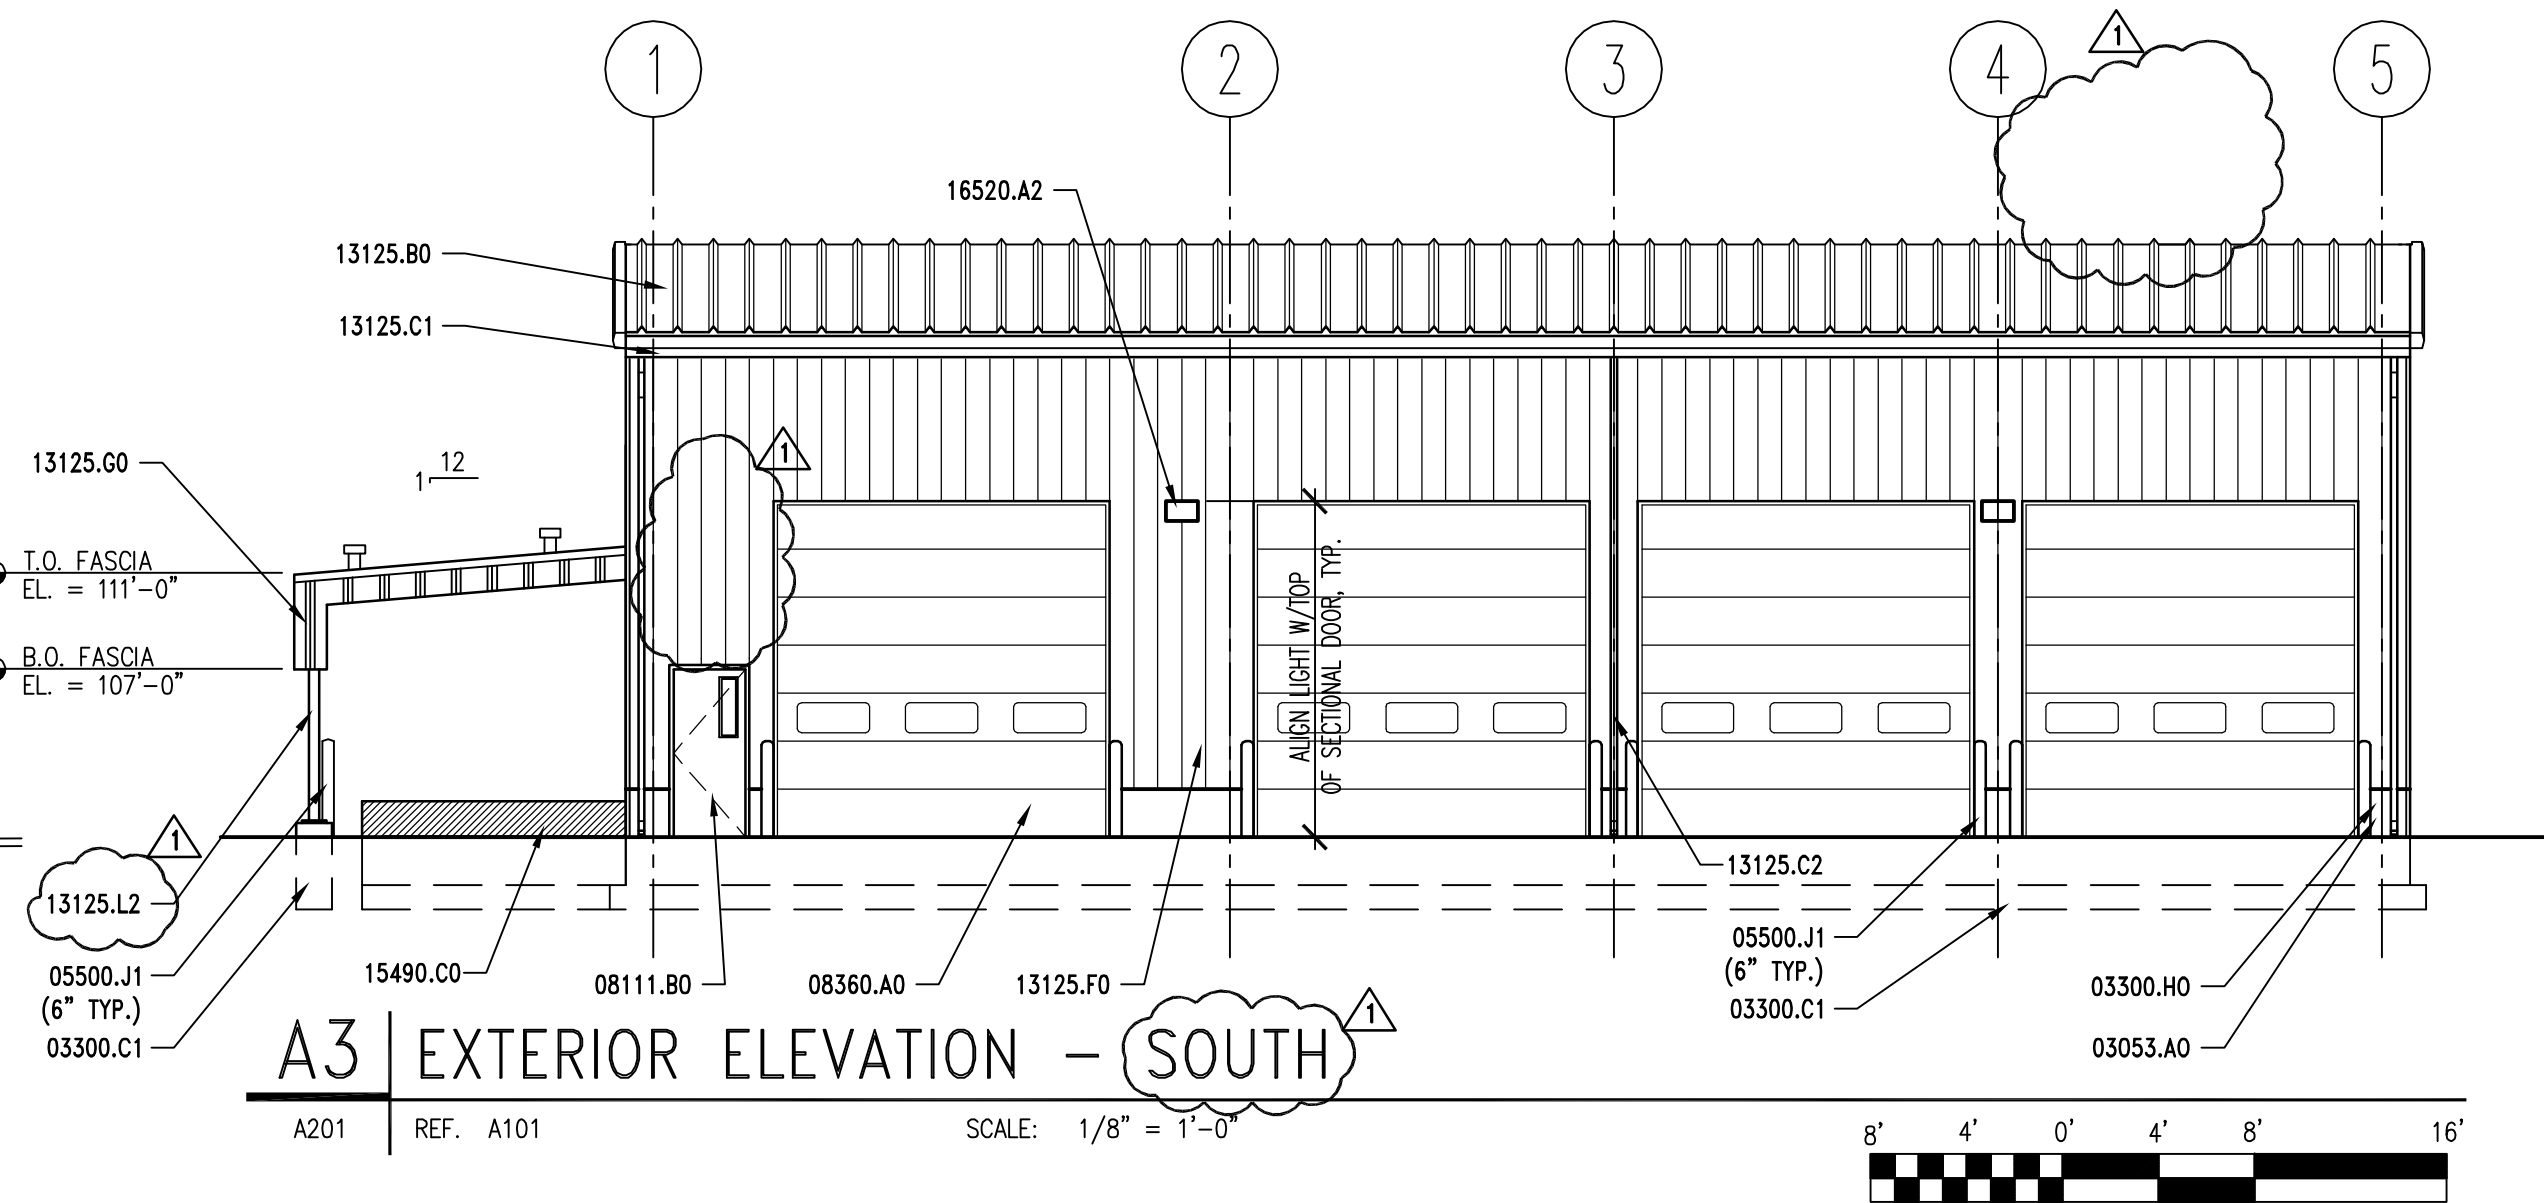 1
2
3
4
1
5
16520.A2
13125.B0
13125.C1
13125.G0
12
1
1
T.O. FASCIA
EL. = 111'-0"
B.O. FASCIA
EL. = 107'-0"
ALIGN LIGHT W/TOP
OF SECTIONAL DOOR, TYP.
1
13125.L2
13125.C2
05500.J1
(6" TYP.)
03300.C1
15490.C0
08111.B0
08360.A0
13125.F0
05500.J1
(6" TYP.)
03300.C1
03300.H0
03053.A0
A3
EXTERIOR ELEVATION - SOUTH
1
A201
REF. A101
SCALE: 1/8" = 1'-0"
8' 4' 0' 4' 8' 16'